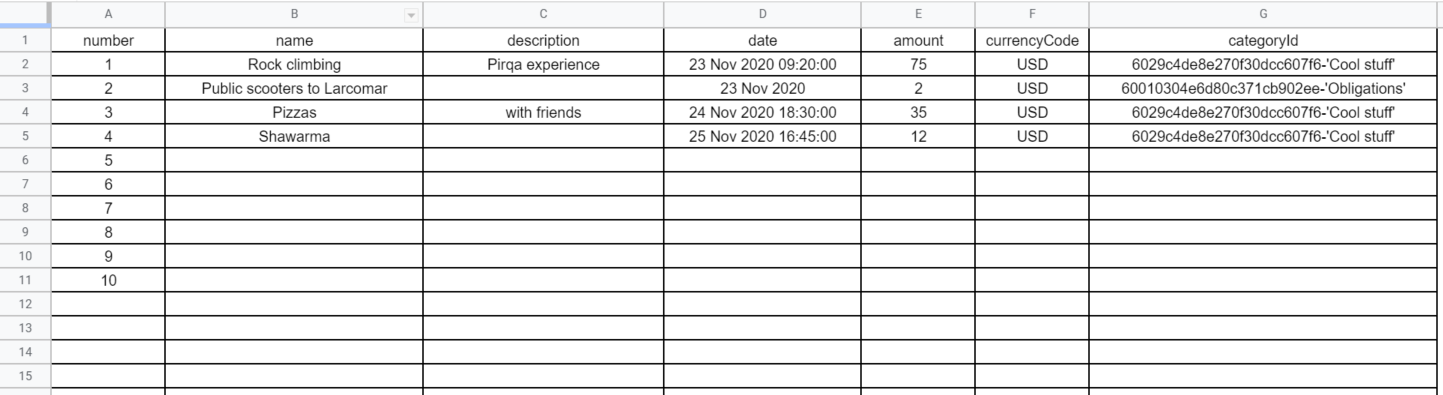 A B C D E F G
1 number name description date amount currencyCode categoryId
2 1 Rock climbing Pirqa experience 23 Nov 2020 09:20:00 75 USD 6029c4de8e270f30dcc607f6-'Cool stuff'
3 2 Public scooters to Larcomar 23 Nov 2020 2 USD 60010304e6d80c371cb902ee-'Obligations'
4 3 Pizzas with friends 24 Nov 2020 18:30:00 35 USD 6029c4de8e270f30dcc607f6-'Cool stuff'
5 4 Shawarma 25 Nov 2020 16:45:00 12 USD 6029c4de8e270f30dcc607f6-'Cool stuff'
6 5
7 6
8 7
9 8
10 9
11 10
12
13
14
15